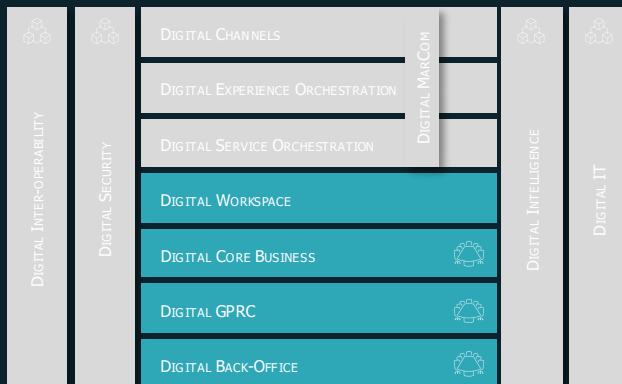 Digital Inter-operability
Digital Security
Digital Channels
Digital Experience Orchestration
Digital Service Orchestration
Digital MarCom
Digital Workspace
Digital Core Business
Digital GPRC
Digital Back-Office
Digital Intelligence
Digital IT